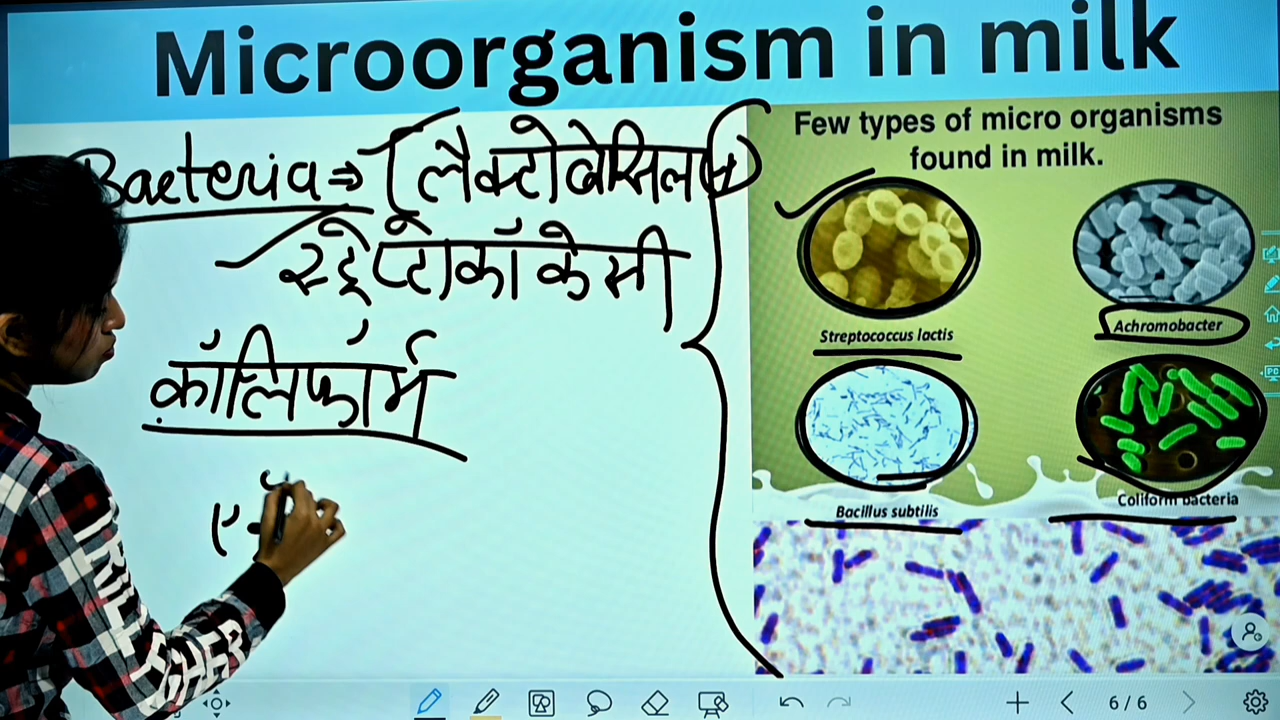 Microorganism in milk
Bacteria ⇒ (लैक्टोबेसिलस)
स्ट्रेप्टोकॉकेसी
कॉलिफॉर्म
Few types of micro organisms
found in milk.
Streptococcus lactis
Achromobacter
Bacillus subtilis
Coliform bacteria
6 / 6